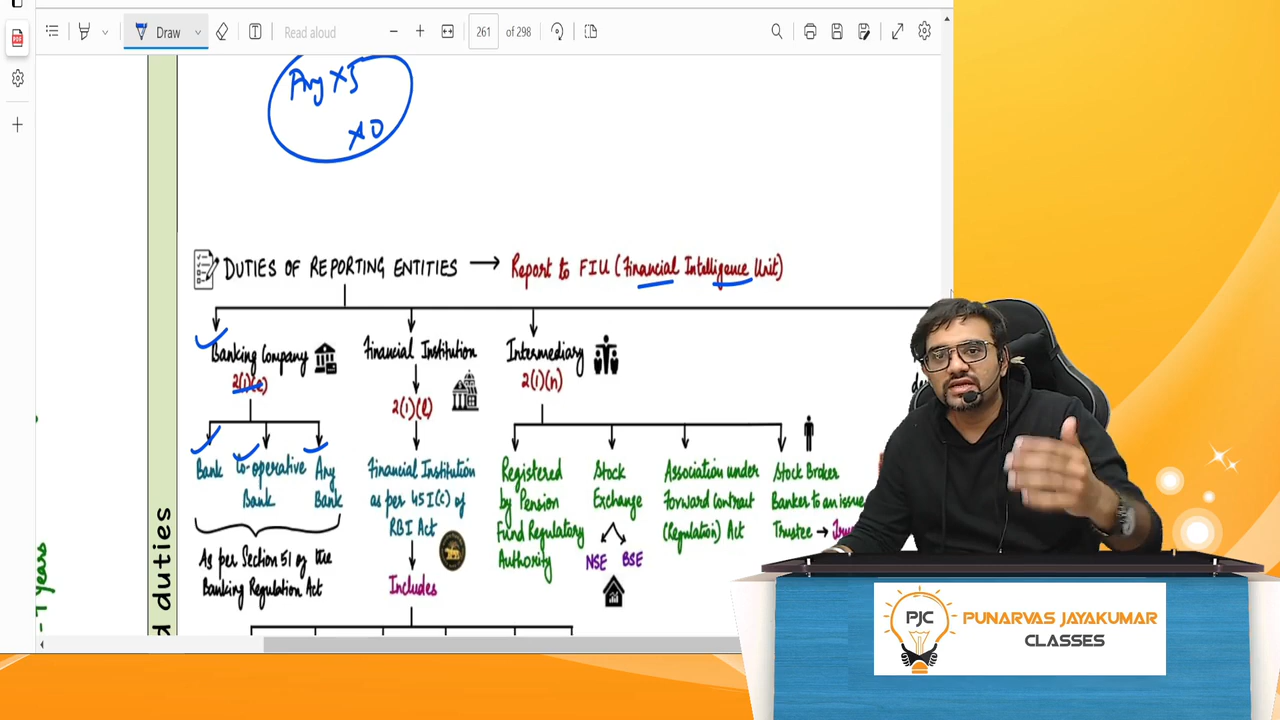 Draw
Read aloud
261
of 298
Any x5
x0
DUTIES OF REPORTING ENTITIES → Report to FIU (Financial Intelligence Unit)
Banking Company
2(1)(e)
Financial Institution
2(1)(l)
Intermediary
2(1)(n)
Bank
Co-operative
Bank
Any
Bank
As per Section 51 of the
Banking Regulation Act
Financial Institution
as per 45I(c) of
RBI Act
Includes
Registered
by Pension
Fund Regulatory
Authority
Stock
Exchange
NSE BSE
Association under
Forward Contract
(Regulation) Act
Stock Broker
Banker to an issue
Trustee →
d duties
years
PJC
PUNARVAS JAYAKUMAR
CLASSES